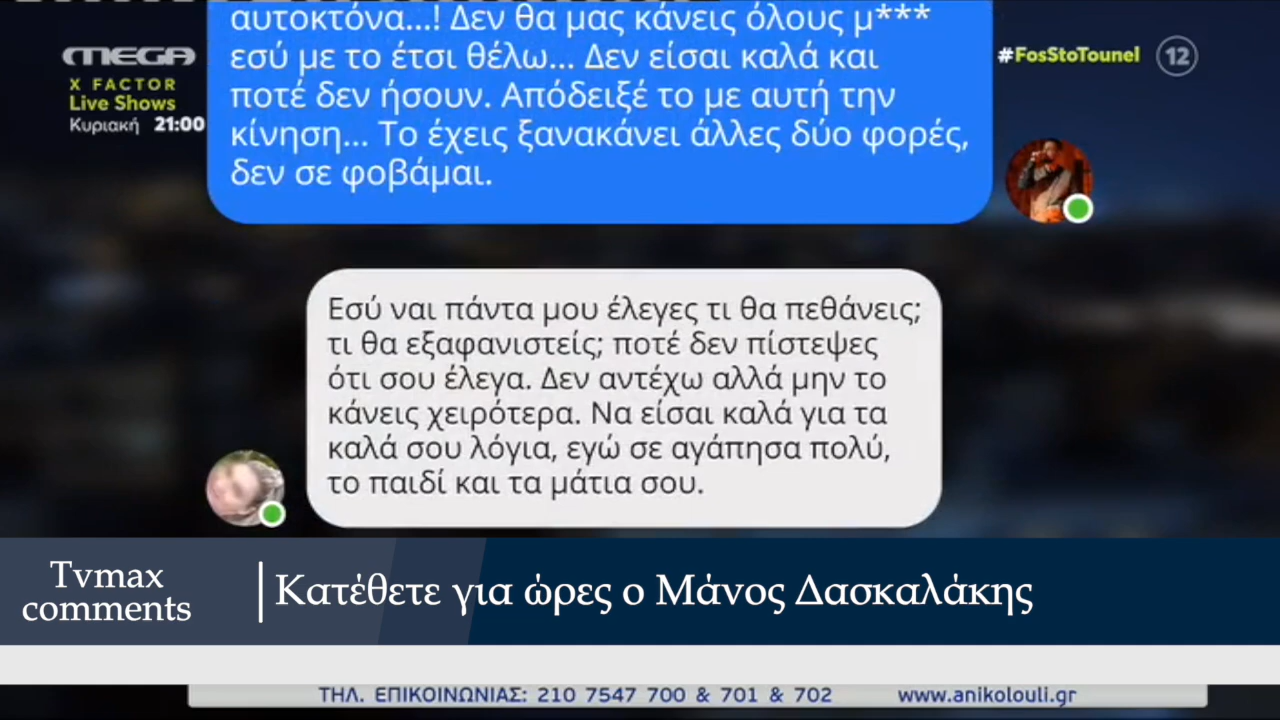 αυτοκτόνα...! Δεν θα μας κάνεις όλους μ***
εσύ με το έτσι θέλω... Δεν είσαι καλά και
ποτέ δεν ήσουν. Απόδειξέ το με αυτή την
κίνηση... Το έχεις ξανακάνει άλλες δύο φορές,
δεν σε φοβάμαι.
MEGA
X FACTOR
Live Shows
Κυριακή 21:00
#FosStoTounel
12
Εσύ ναι πάντα μου έλεγες τι θα πεθάνεις;
τι θα εξαφανιστείς; ποτέ δεν πίστεψες
ότι σου έλεγα. Δεν αντέχω αλλά μην το
κάνεις χειρότερα. Να είσαι καλά για τα
καλά σου λόγια, εγώ σε αγάπησα πολύ,
το παιδί και τα μάτια σου.
Tvmax
comments
Κατέθετε για ώρες ο Μάνος Δασκαλάκης
ΤΗΛ. ΕΠΙΚΟΙΝΩΝΙΑΣ: 210 7547 700 & 701 & 702 www.anikolouli.gr